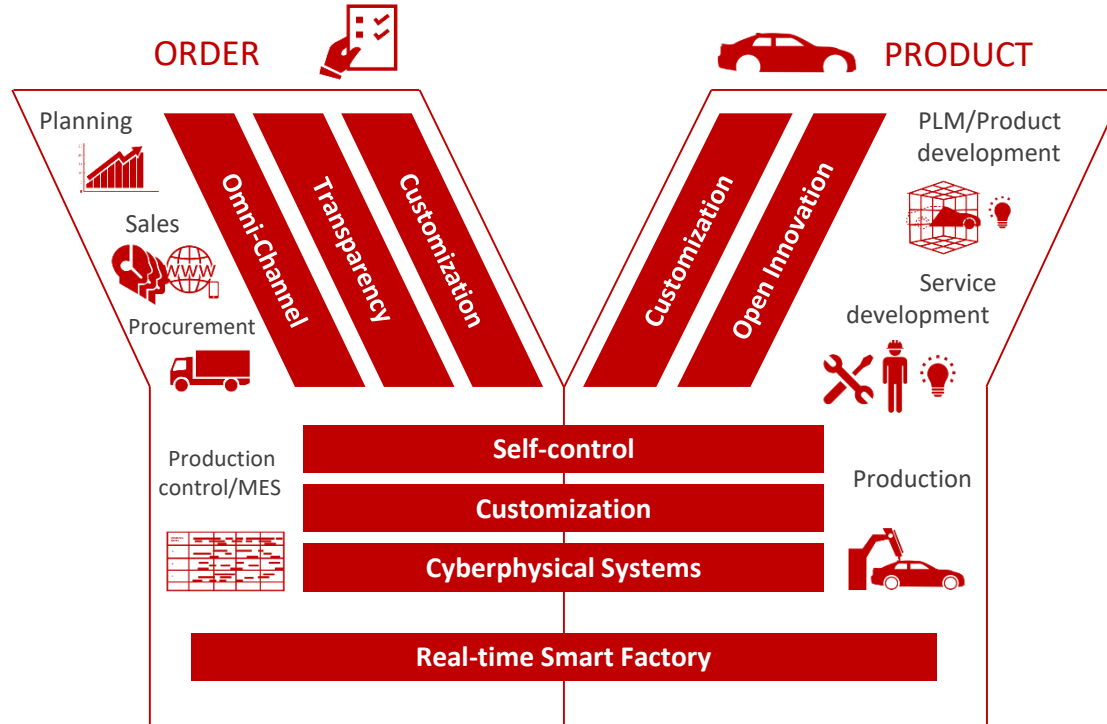 ORDER
PRODUCT
Planning
Sales
WWW
Procurement
Omni-Channel
Transparency
Customization
Customization
Open Innovation
PLM/Product
development
Service
development
Production
control/MES
Self-control
Customization
Cyberphysical Systems
Production
Real-time Smart Factory